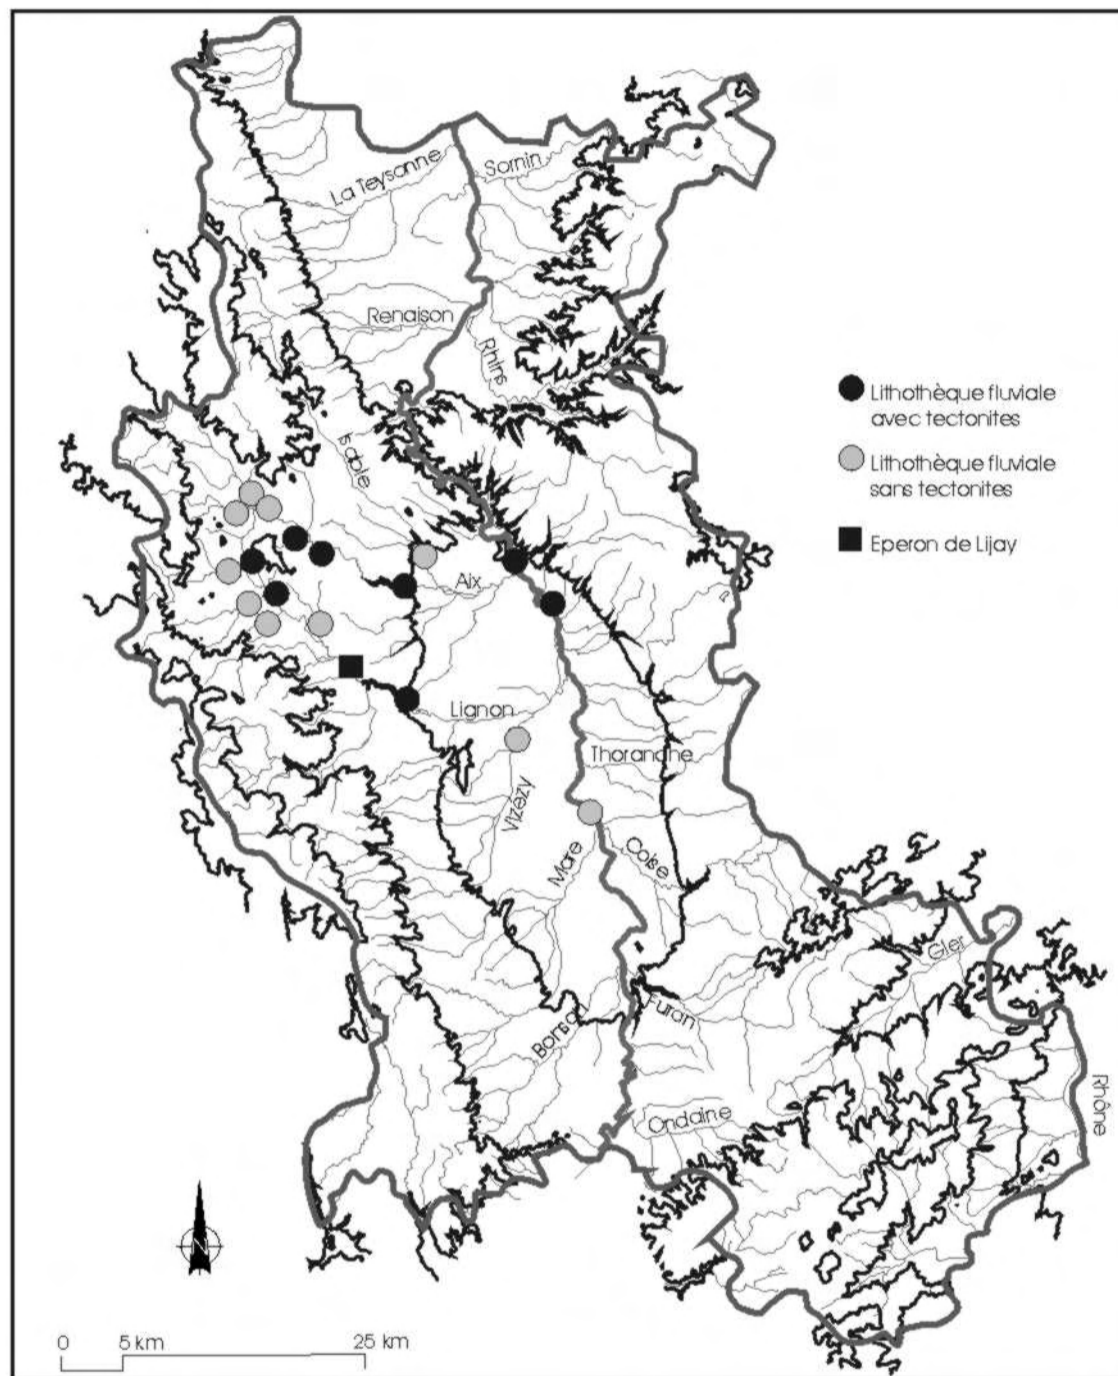 La Teysanne
Sornin
Renaison
Rhins
Isable
Lithothèque fluviale
avec tectonites
Lithothèque fluviale
sans tectonites
Eperon de Lijay
Aix
Lignon
Thoranche
Vizézy
Mare
Coise
Gier
Furan
Bonson
Ondaine
Rhône
N
0 5 km 25 km